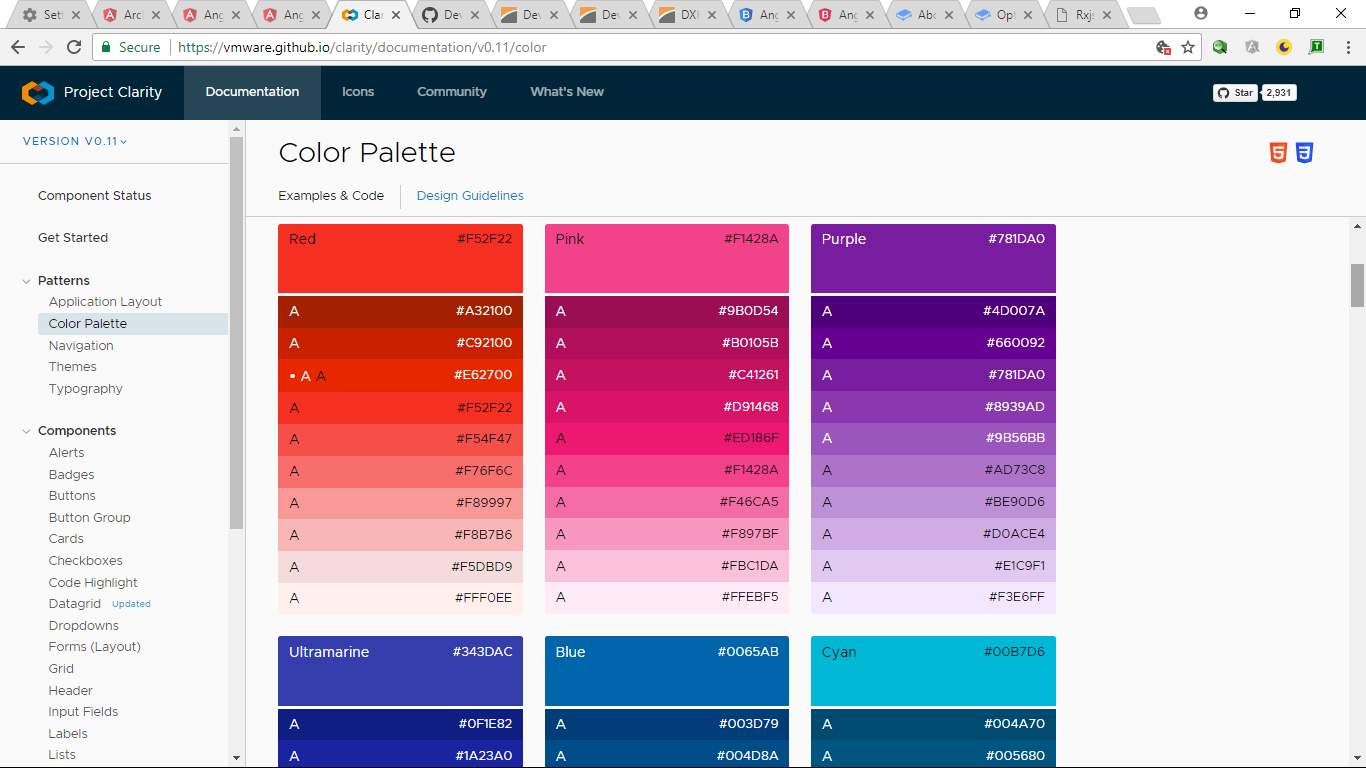 Sett
Arc
Ang
Ang
Clar
Dev
Dev
Dev
DX
Ang
Ang
Abo
Opt
Rxjs
Secure
https://vmware.github.io/clarity/documentation/v0.11/color
Project Clarity
Documentation
Icons
Community
What's New
Star
2,931
VERSION V0.11
Component Status
Get Started
Patterns
Application Layout
Color Palette
Navigation
Themes
Typography
Components
Alerts
Badges
Buttons
Button Group
Cards
Checkboxes
Code Highlight
Datagrid Updated
Dropdowns
Forms (Layout)
Grid
Header
Input Fields
Labels
Lists
Color Palette
Examples & Code
Design Guidelines
Red #F52F22
A #A32100
A #C92100
• A A #E62700
A #F52F22
A #F54F47
A #F76F6C
A #F89997
A #F8B7B6
A #F5DBD9
A #FFF0EE
Pink #F1428A
A #9B0D54
A #B0105B
A #C41261
A #D91468
A #ED186F
A #F1428A
A #F46CA5
A #F897BF
A #FBC1DA
A #FFEBF5
Purple #781DA0
A #4D007A
A #660092
A #781DA0
A #8939AD
A #9B56BB
A #AD73C8
A #BE90D6
A #D0ACE4
A #E1C9F1
A #F3E6FF
Ultramarine #343DAC
A #0F1E82
A #1A23A0
Blue #0065AB
A #003D79
A #004D8A
Cyan #00B7D6
A #004A70
A #005680